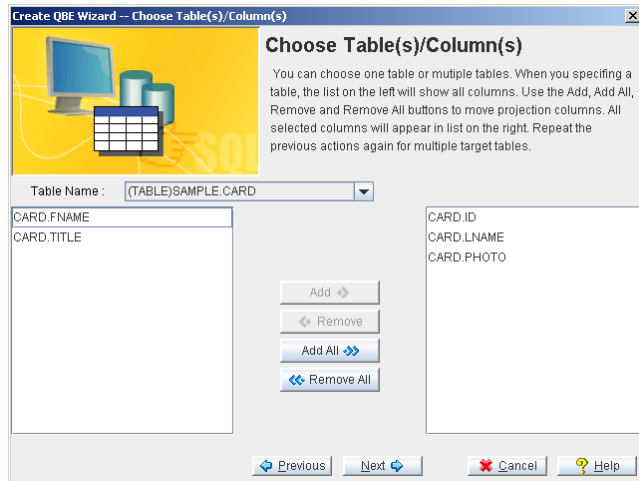 Create QBE Wizard -- Choose Table(s)/Column(s)
Choose Table(s)/Column(s)
You can choose one table or mutiple tables. When you specifing a
table, the list on the left will show all columns. Use the Add, Add All,
Remove and Remove All buttons to move projection columns. All
selected columns will appear in list on the right. Repeat the
previous actions again for multiple target tables.
SQL
Table Name :
(TABLE)SAMPLE.CARD
CARD.FNAME
CARD.TITLE
CARD.ID
CARD.LNAME
CARD.PHOTO
Add
Remove
Add All
Remove All
Previous
Next
Cancel
Help